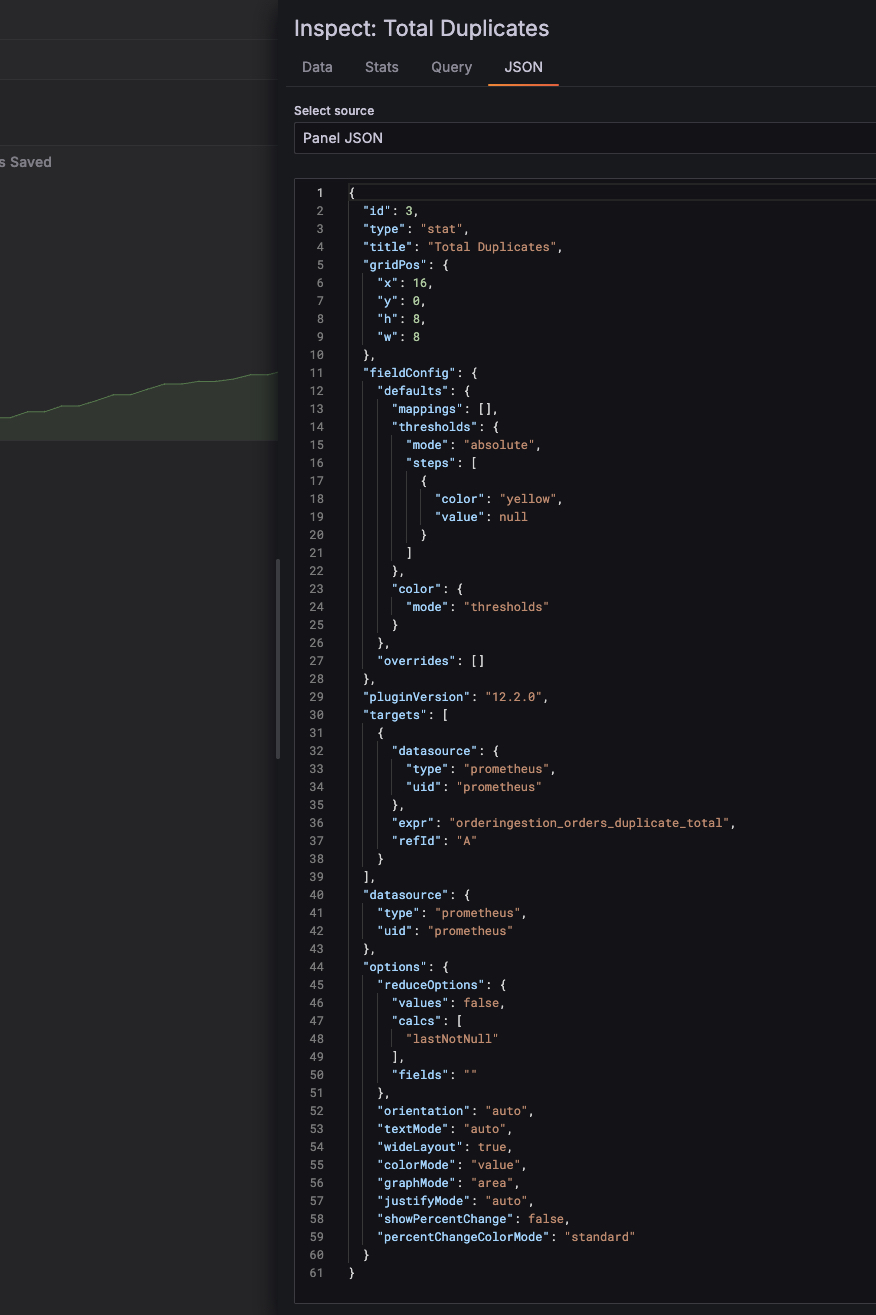 Inspect: Total Duplicates
Data Stats Query JSON
Select source
Panel JSON
s Saved
1 {
2 "id": 3,
3 "type": "stat",
4 "title": "Total Duplicates",
5 "gridPos": {
6 "x": 16,
7 "y": 0,
8 "h": 8,
9 "w": 8
10 },
11 "fieldConfig": {
12 "defaults": {
13 "mappings": [],
14 "thresholds": {
15 "mode": "absolute",
16 "steps": [
17 {
18 "color": "yellow",
19 "value": null
20 }
21 ]
22 },
23 "color": {
24 "mode": "thresholds"
25 }
26 },
27 "overrides": []
28 },
29 "pluginVersion": "12.2.0",
30 "targets": [
31 {
32 "datasource": {
33 "type": "prometheus",
34 "uid": "prometheus"
35 },
36 "expr": "orderingestion_orders_duplicate_total",
37 "refId": "A"
38 }
39 ],
40 "datasource": {
41 "type": "prometheus",
42 "uid": "prometheus"
43 },
44 "options": {
45 "reduceOptions": {
46 "values": false,
47 "calcs": [
48 "lastNotNull"
49 ],
50 "fields": ""
51 },
52 "orientation": "auto",
53 "textMode": "auto",
54 "wideLayout": true,
55 "colorMode": "value",
56 "graphMode": "area",
57 "justifyMode": "auto",
58 "showPercentChange": false,
59 "percentChangeColorMode": "standard"
60 }
61 }